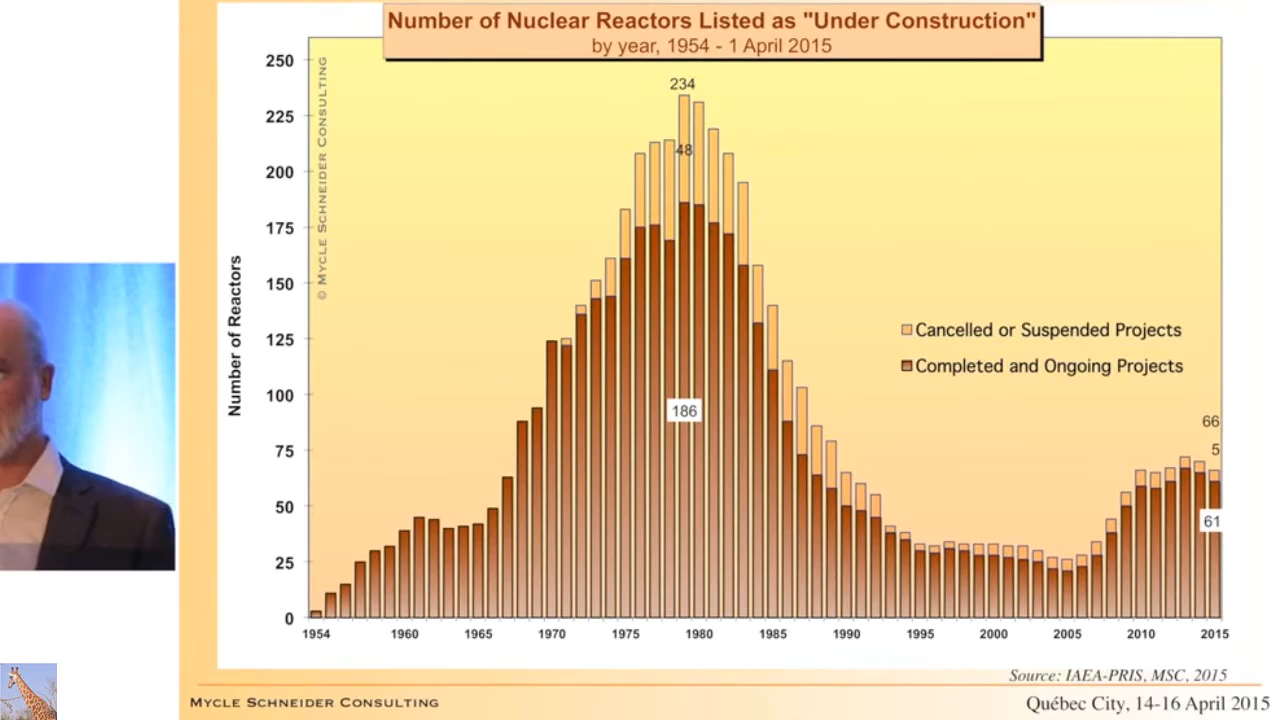 Number of Nuclear Reactors Listed as "Under Construction"
by year, 1954 - 1 April 2015
© Mycle Schneider Consulting
Number of Reactors
250
225
200
175
150
125
100
75
50
25
0
234
48
186
Cancelled or Suspended Projects
Completed and Ongoing Projects
66
5
61
1954 1960 1965 1970 1975 1980 1985 1990 1995 2000 2005 2010 2015
Source: IAEA-PRIS, MSC, 2015
Mycle Schneider Consulting
Québec City, 14-16 April 2015